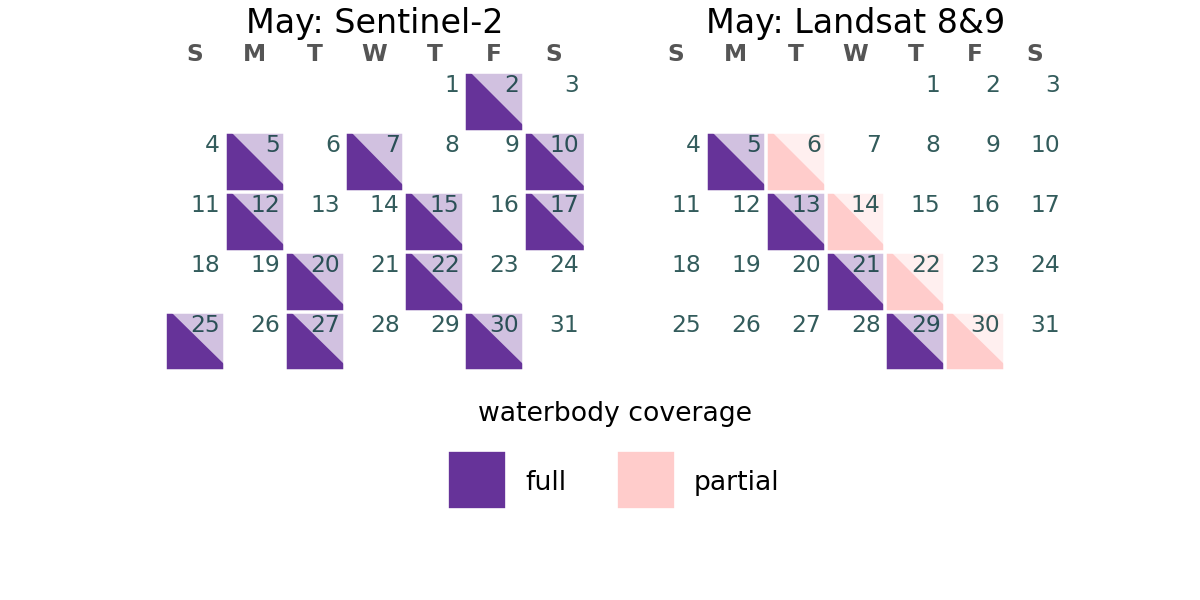 May: Sentinel-2
S M T W T F S
1 2 3
4 5 6 7 8 9 10
11 12 13 14 15 16 17
18 19 20 21 22 23 24
25 26 27 28 29 30 31
May: Landsat 8&9
S M T W T F S
1 2 3
4 5 6 7 8 9 10
11 12 13 14 15 16 17
18 19 20 21 22 23 24
25 26 27 28 29 30 31
waterbody coverage
full partial